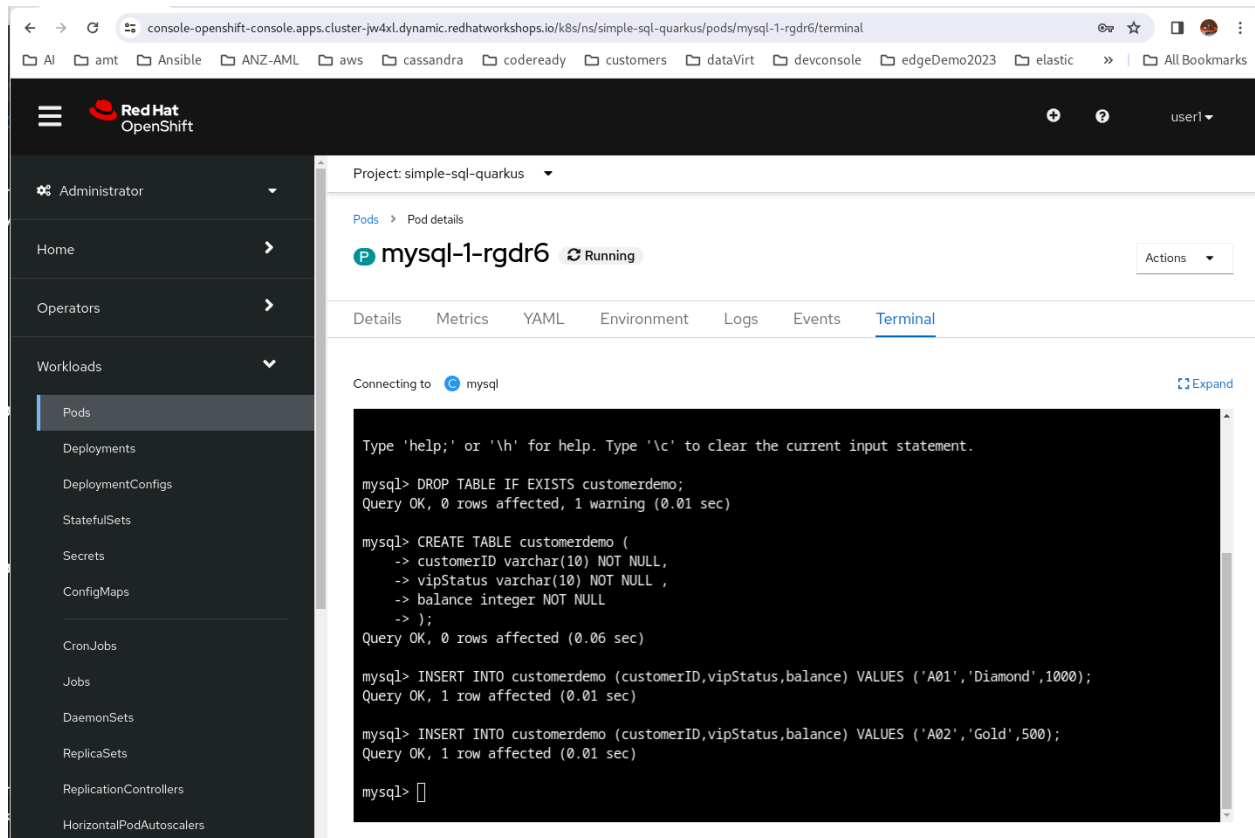 console-openshift-console.apps.cluster-jw4xl.dynamic.redhatworkshops.io/k8s/ns/simple-sql-quarkus/pods/mysql-1-rgdr6/terminal
AI amt Ansible ANZ-AML aws cassandra codeready customers dataVirt devconsole edgeDemo2023 elastic » All Bookmarks
Red Hat
OpenShift
user1
Administrator
Home
Operators
Workloads
Pods
Deployments
DeploymentConfigs
StatefulSets
Secrets
ConfigMaps
CronJobs
Jobs
DaemonSets
ReplicaSets
ReplicationControllers
HorizontalPodAutoscalers
Project: simple-sql-quarkus
Pods > Pod details
P mysql-1-rgdr6 Running
Actions
Details Metrics YAML Environment Logs Events Terminal
Connecting to C mysql
Expand
Type 'help;' or '\h' for help. Type '\c' to clear the current input statement.
mysql> DROP TABLE IF EXISTS customerdemo;
Query OK, 0 rows affected, 1 warning (0.01 sec)
mysql> CREATE TABLE customerdemo (
-> customerID varchar(10) NOT NULL,
-> vipStatus varchar(10) NOT NULL ,
-> balance integer NOT NULL
-> );
Query OK, 0 rows affected (0.06 sec)
mysql> INSERT INTO customerdemo (customerID,vipStatus,balance) VALUES ('A01','Diamond',1000);
Query OK, 1 row affected (0.01 sec)
mysql> INSERT INTO customerdemo (customerID,vipStatus,balance) VALUES ('A02','Gold',500);
Query OK, 1 row affected (0.01 sec)
mysql>